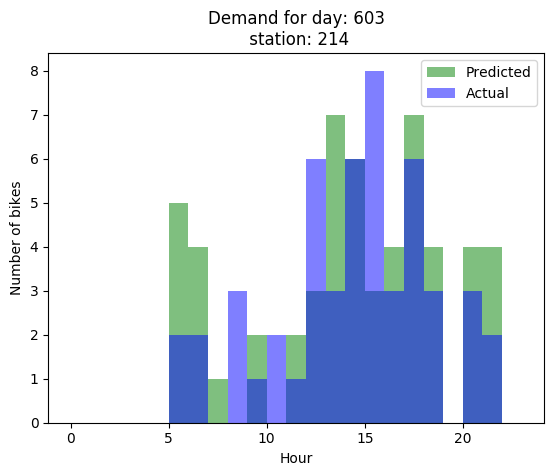 Demand for day: 603
station: 214
Predicted
Actual
Number of bikes
8
7
6
5
4
3
2
1
0
0 5 10 15 20
Hour